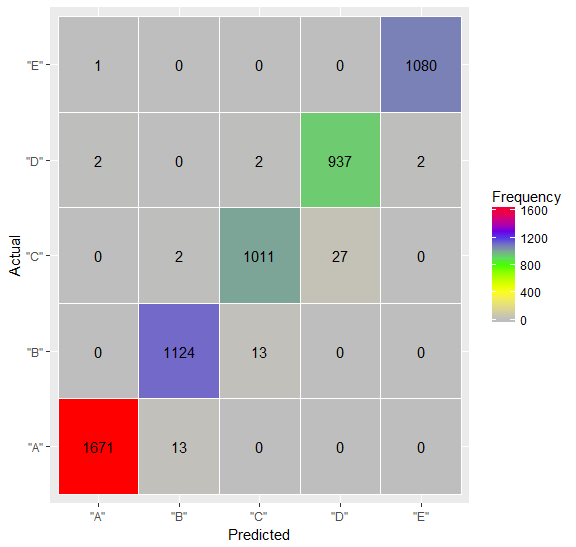 "E" 1 0 0 0 1080
"D" 2 0 2 937 2
"C" 0 2 1011 27 0
"B" 0 1124 13 0 0
"A" 1671 13 0 0 0
"A" "B" "C" "D" "E"
Predicted
Actual
Frequency
1600
1200
800
400
0